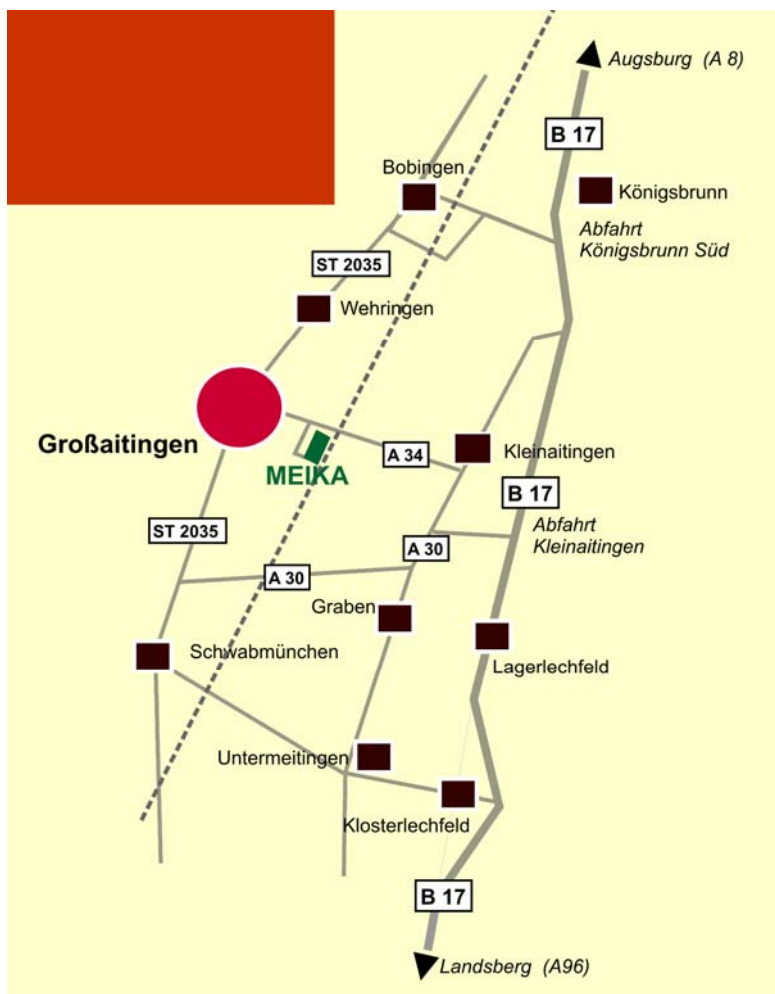 Augsburg (A 8)
B 17
Bobingen
Königsbrunn
Abfahrt
Königsbrunn Süd
ST 2035
Wehringen
Großaitingen
MEIKA
A 34
Kleinaitingen
B 17
ST 2035
Abfahrt
Kleinaitingen
A 30
A 30
Graben
Schwabmünchen
Lagerlechfeld
Untermeitingen
Klosterlechfeld
B 17
Landsberg (A96)